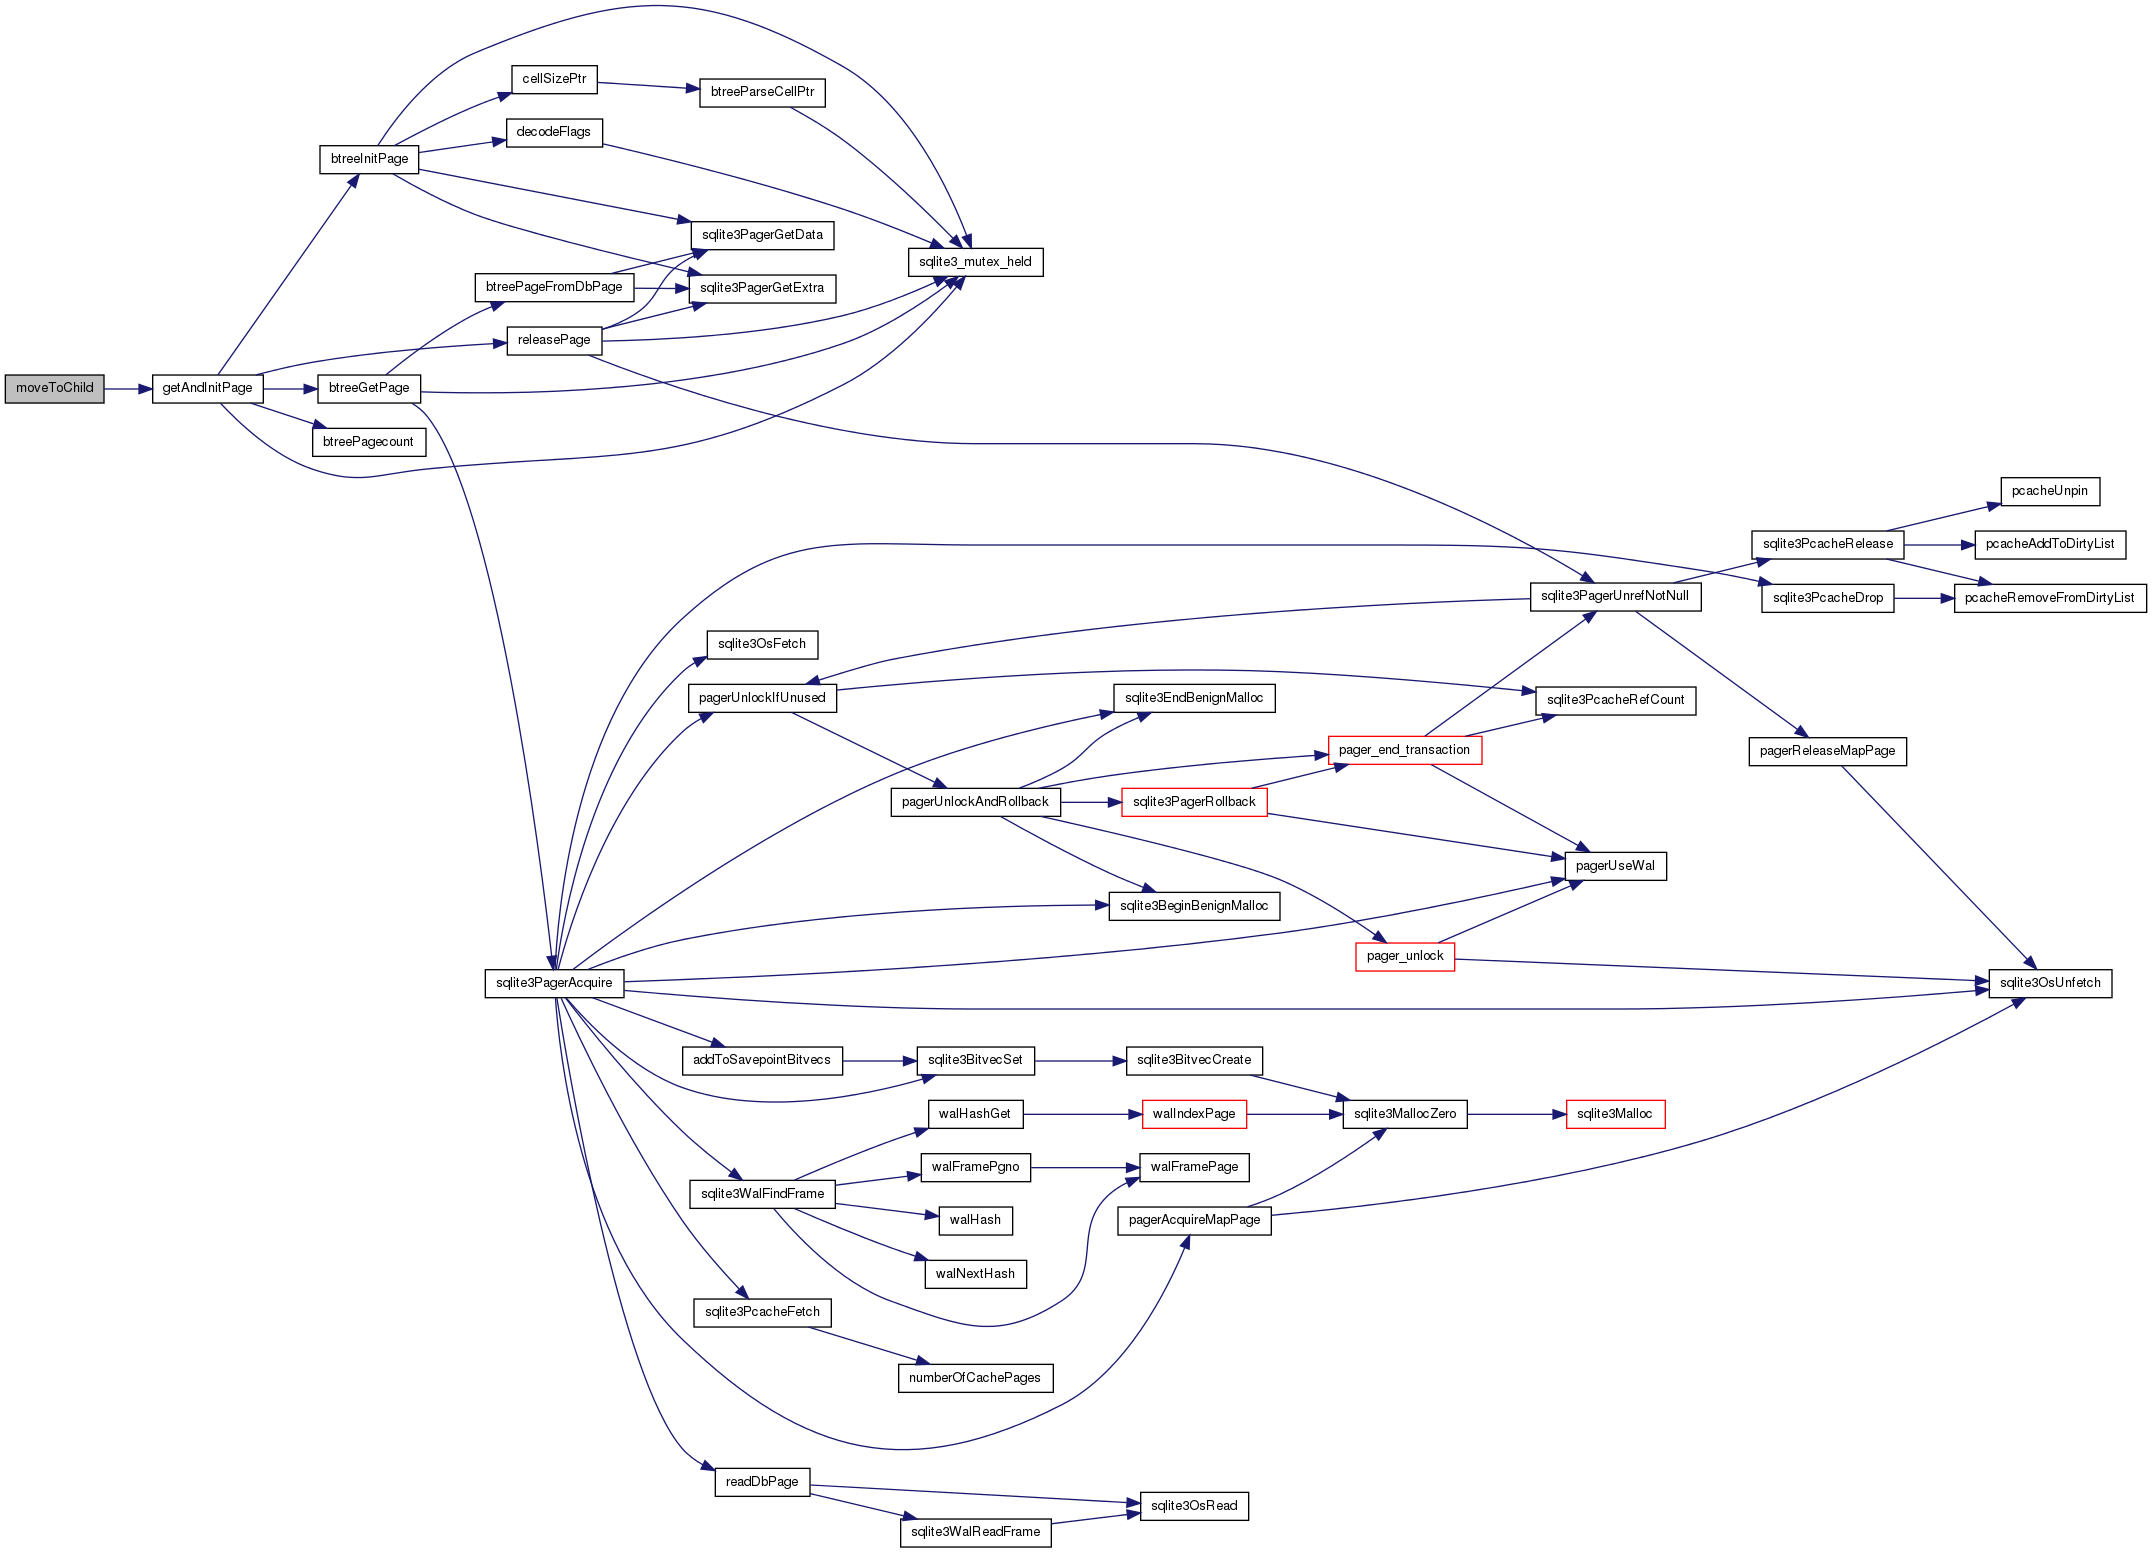 cellSizePtr
btreeParseCellPtr
decodeFlags
btreeInitPage
sqlite3PagerGetData
sqlite3_mutex_held
btreePageFromDbPage
sqlite3PagerGetExtra
releasePage
moveToChild
getAndInitPage
btreeGetPage
btreePagecount
pcacheUnpin
sqlite3PcacheRelease
pcacheAddToDirtyList
sqlite3PagerUnrefNotNull
sqlite3PcacheDrop
pcacheRemoveFromDirtyList
sqlite3OsFetch
pagerUnlockIfUnused
sqlite3EndBenignMalloc
sqlite3PcacheRefCount
pager_end_transaction
pagerReleaseMapPage
pagerUnlockAndRollback
sqlite3PagerRollback
pagerUseWal
sqlite3BeginBenignMalloc
pager_unlock
sqlite3PagerAcquire
sqlite3OsUnfetch
addToSavepointBitvecs
sqlite3BitvecSet
sqlite3BitvecCreate
walHashGet
walIndexPage
sqlite3MallocZero
sqlite3Malloc
walFramePgno
walFramePage
sqlite3WalFindFrame
walHash
pagerAcquireMapPage
walNextHash
sqlite3PcacheFetch
numberOfCachePages
readDbPage
sqlite3OsRead
sqlite3WalReadFrame